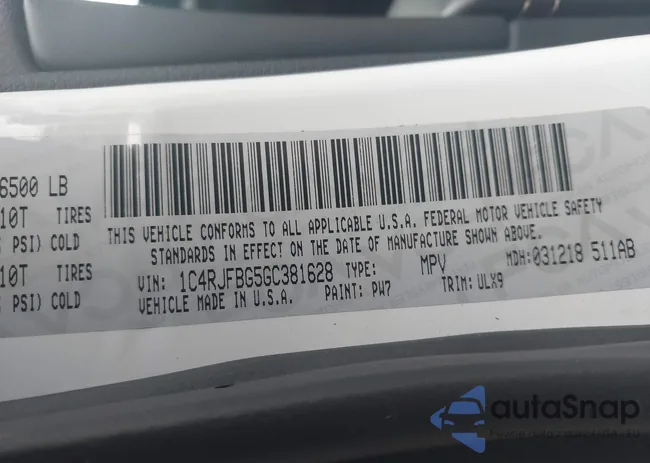 6500 LB
10T TIRES
PSI) COLD
10T TIRES
PSI) COLD
THIS VEHICLE CONFORMS TO ALL APPLICABLE U.S.A. FEDERAL MOTOR VEHICLE SAFETY
STANDARDS IN EFFECT ON THE DATE OF MANUFACTURE SHOWN ABOVE.
VIN: 1C4RJFBG5GC381628 TYPE: MPV MDH: 031218 511AB
VEHICLE MADE IN U.S.A. PAINT: PW7 TRIM: ULX9
autoSnap